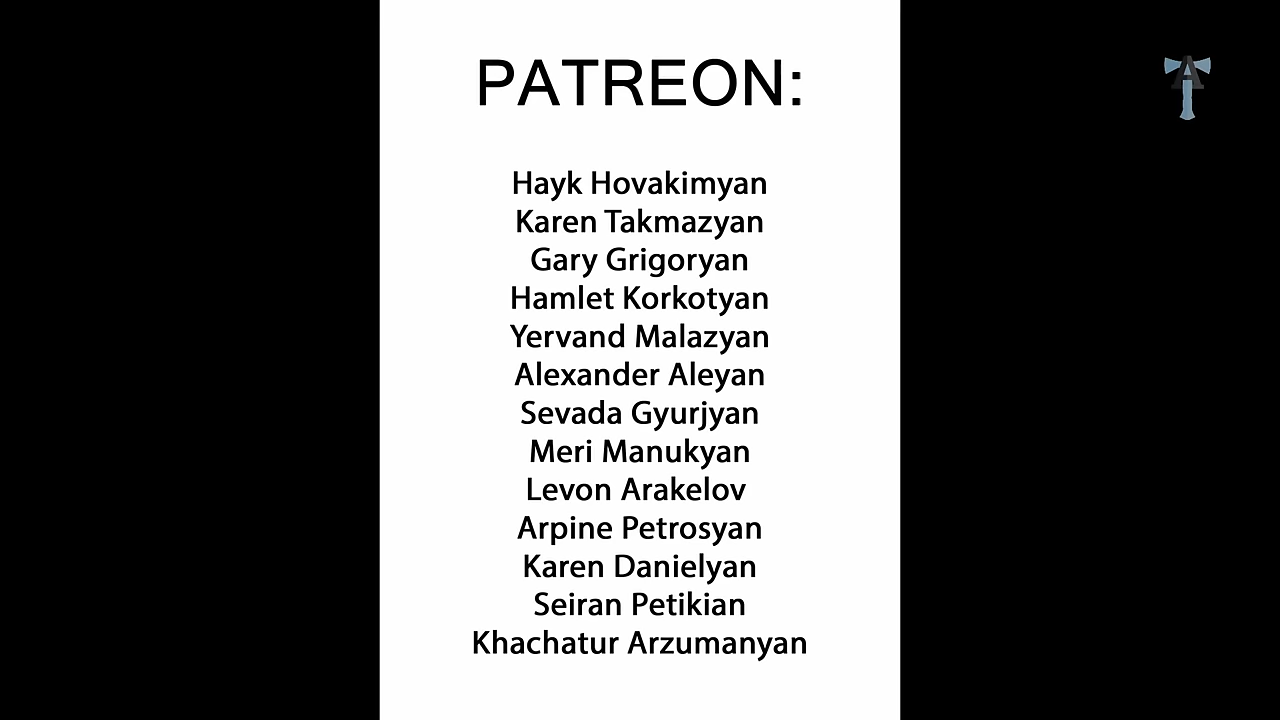 PATREON:
Hayk Hovakimyan
Karen Takmazyan
Gary Grigoryan
Hamlet Korkotyan
Yervand Malazyan
Alexander Aleyan
Sevada Gyurjyan
Meri Manukyan
Levon Arakelov
Arpine Petrosyan
Karen Danielyan
Seiran Petikian
Khachatur Arzumanyan